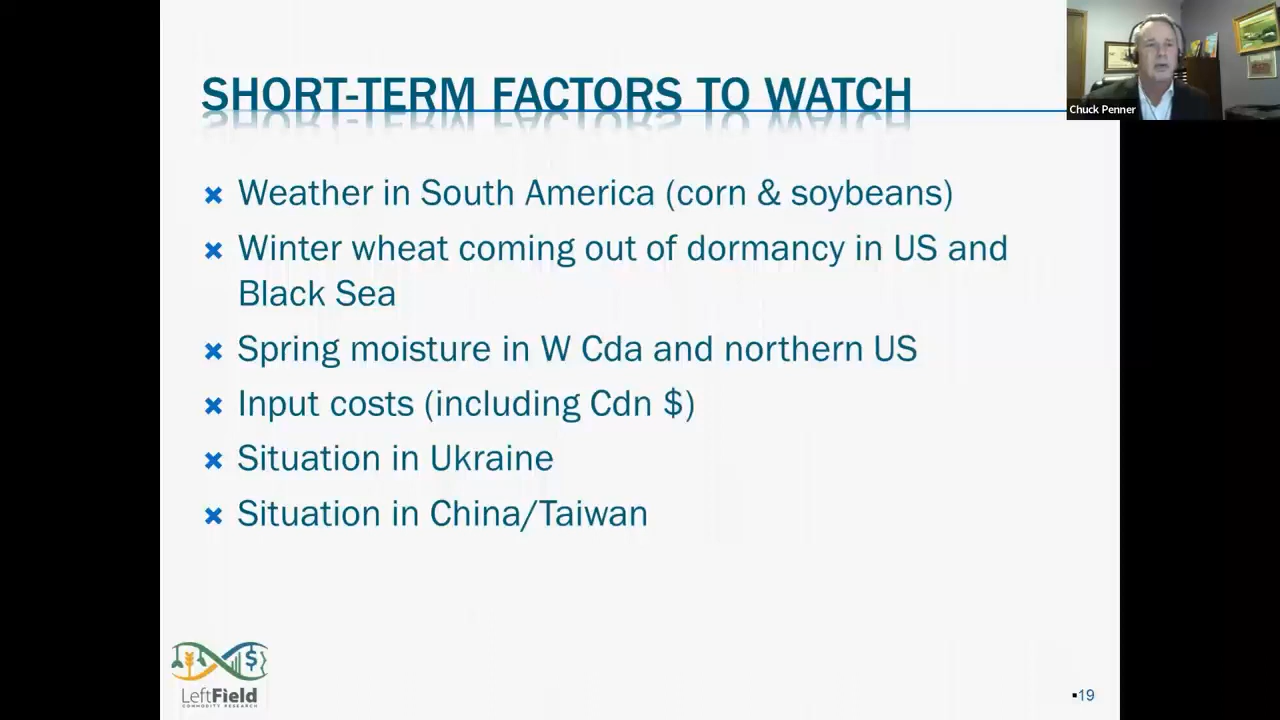 SHORT-TERM FACTORS TO WATCH
Chuck Penner
Weather in South America (corn & soybeans)
Winter wheat coming out of dormancy in US and
Black Sea
Spring moisture in W Cda and northern US
Input costs (including Cdn $)
Situation in Ukraine
Situation in China/Taiwan
$
LeftField
COMMODITY RESEARCH
19